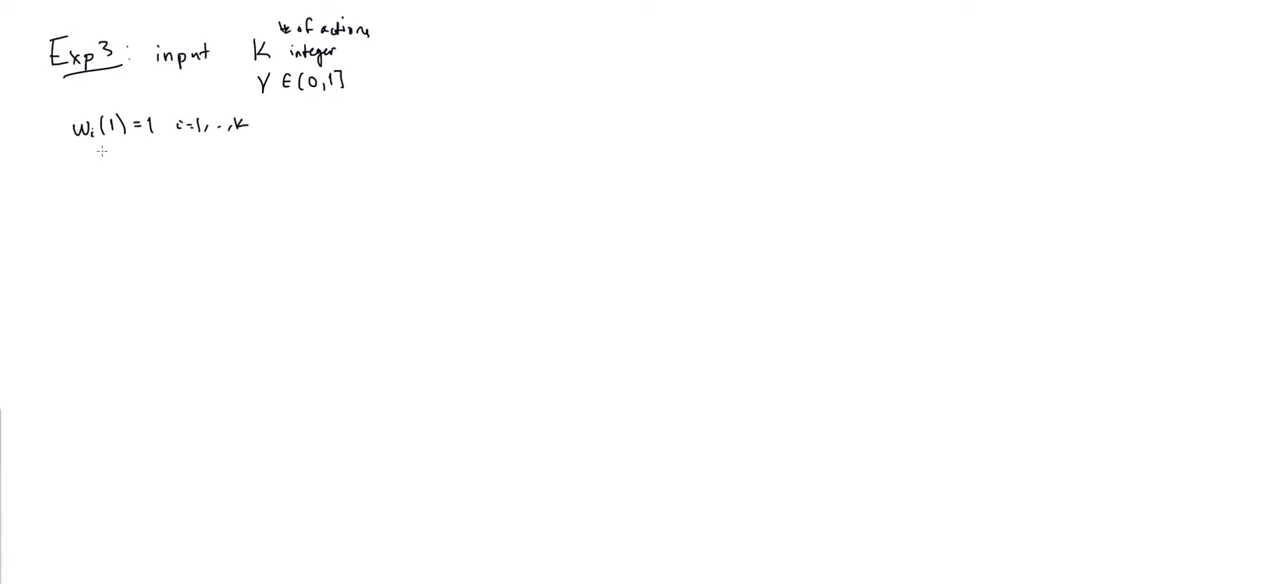 # of actions
Exp3: input K integer
γ ∈ (0,1]
wᵢ(1) = 1 i=1,..,K